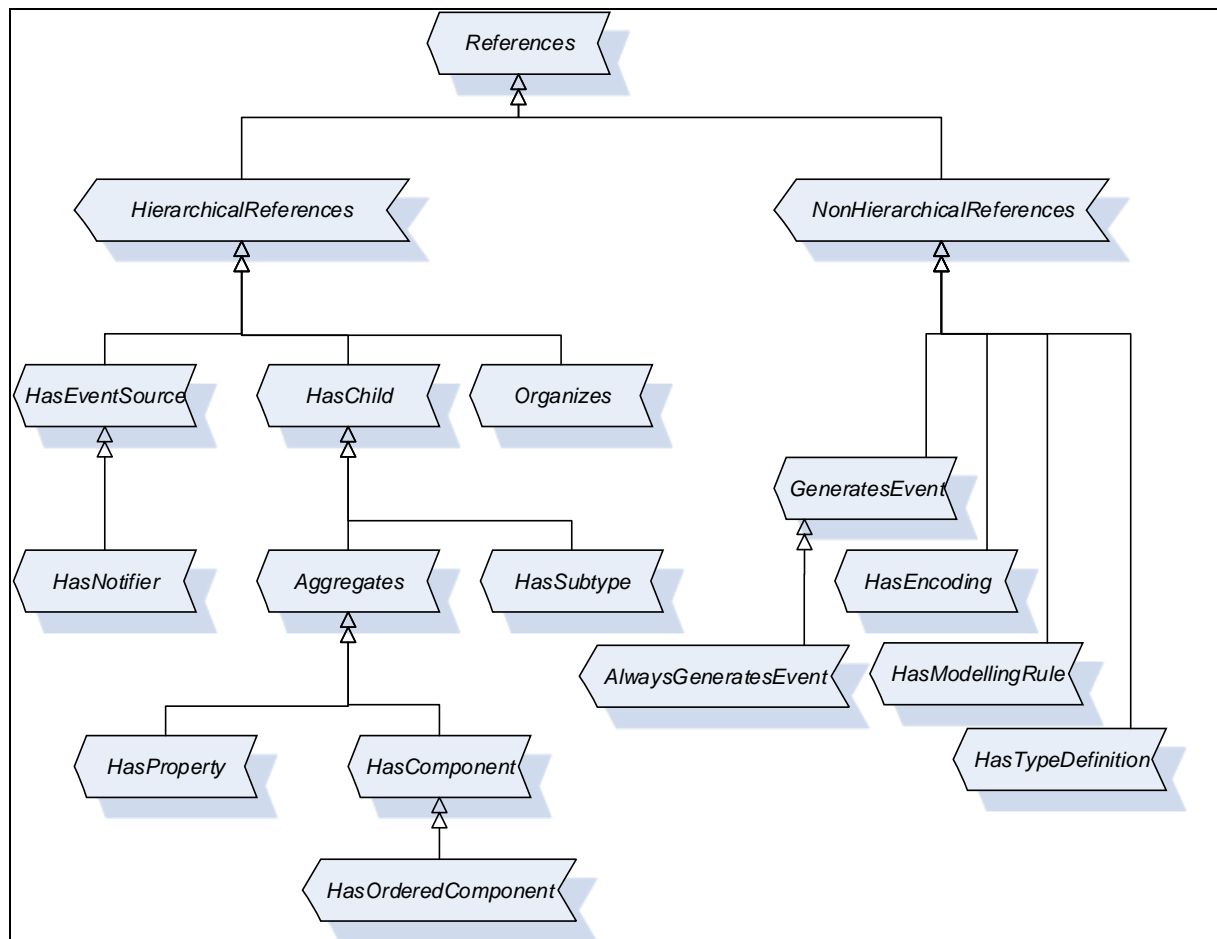 References
HierarchicalReferences
NonHierarchicalReferences
HasEventSource
HasChild
Organizes
GeneratesEvent
HasNotifier
Aggregates
HasSubtype
HasEncoding
AlwaysGeneratesEvent
HasModellingRule
HasProperty
HasComponent
HasTypeDefinition
HasOrderedComponent